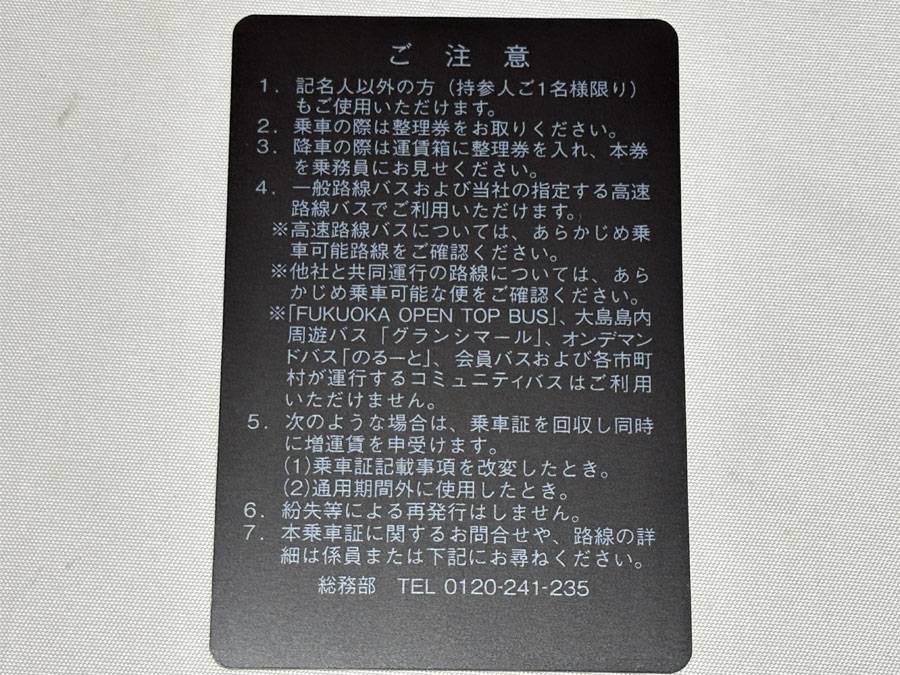 ご注意
1．記名人以外の方（持参人ご1名様限り）
もご使用いただけます。
2．乗車の際は整理券をお取りください。
3．降車の際は運賃箱に整理券を入れ、本券
を乗務員にお見せください。
4．一般路線バスおよび当社の指定する高速
路線バスでご利用いただけます。
※高速路線バスについては、あらかじめ乗
車可能路線をご確認ください。
※他社と共同運行の路線については、あら
かじめ乗車可能な便をご確認ください。
※「FUKUOKA OPEN TOP BUS」、大島島内
周遊バス「グランシマール」、オンデマン
ドバス「のるーと」、会員バスおよび各市町
村が運行するコミュニティバスはご利用
いただけません。
5．次のような場合は、乗車証を回収し同時
に増運賃を申受けます。
(1)乗車証記載事項を改変したとき。
(2)通用期間外に使用したとき。
6．紛失等による再発行はしません。
7．本乗車証に関するお問合せや、路線の詳
細は係員または下記にお尋ねください。
総務部　TEL 0120-241-235